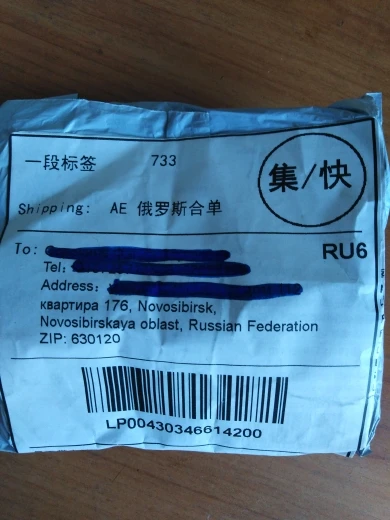 一段标签 733
集/快
Shipping: AE 俄罗斯合单
To:
RU6
Tel:
Address:
квартира 176, Novosibirsk,
Novosibirskaya oblast, Russian Federation
ZIP: 630120
LP00430346614200